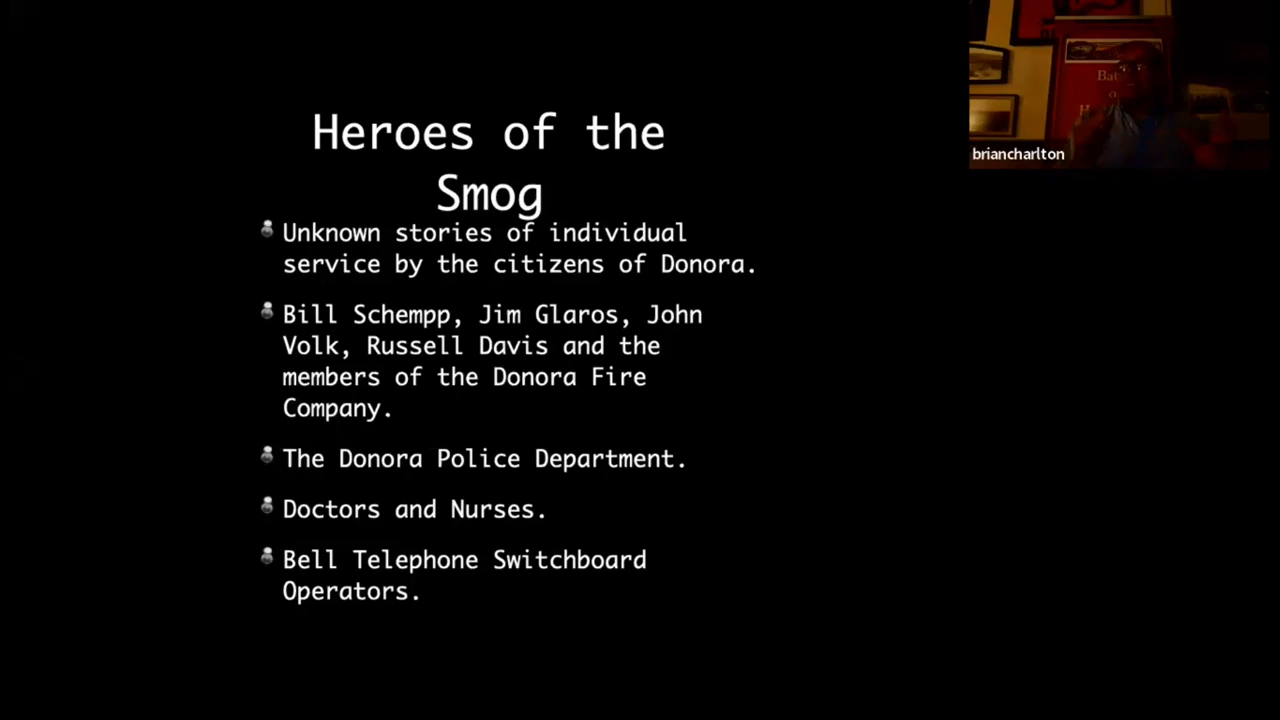 Heroes of the
Smog
Unknown stories of individual
service by the citizens of Donora.
Bill Schempp, Jim Glaros, John
Volk, Russell Davis and the
members of the Donora Fire
Company.
The Donora Police Department.
Doctors and Nurses.
Bell Telephone Switchboard
Operators.
briancharlton